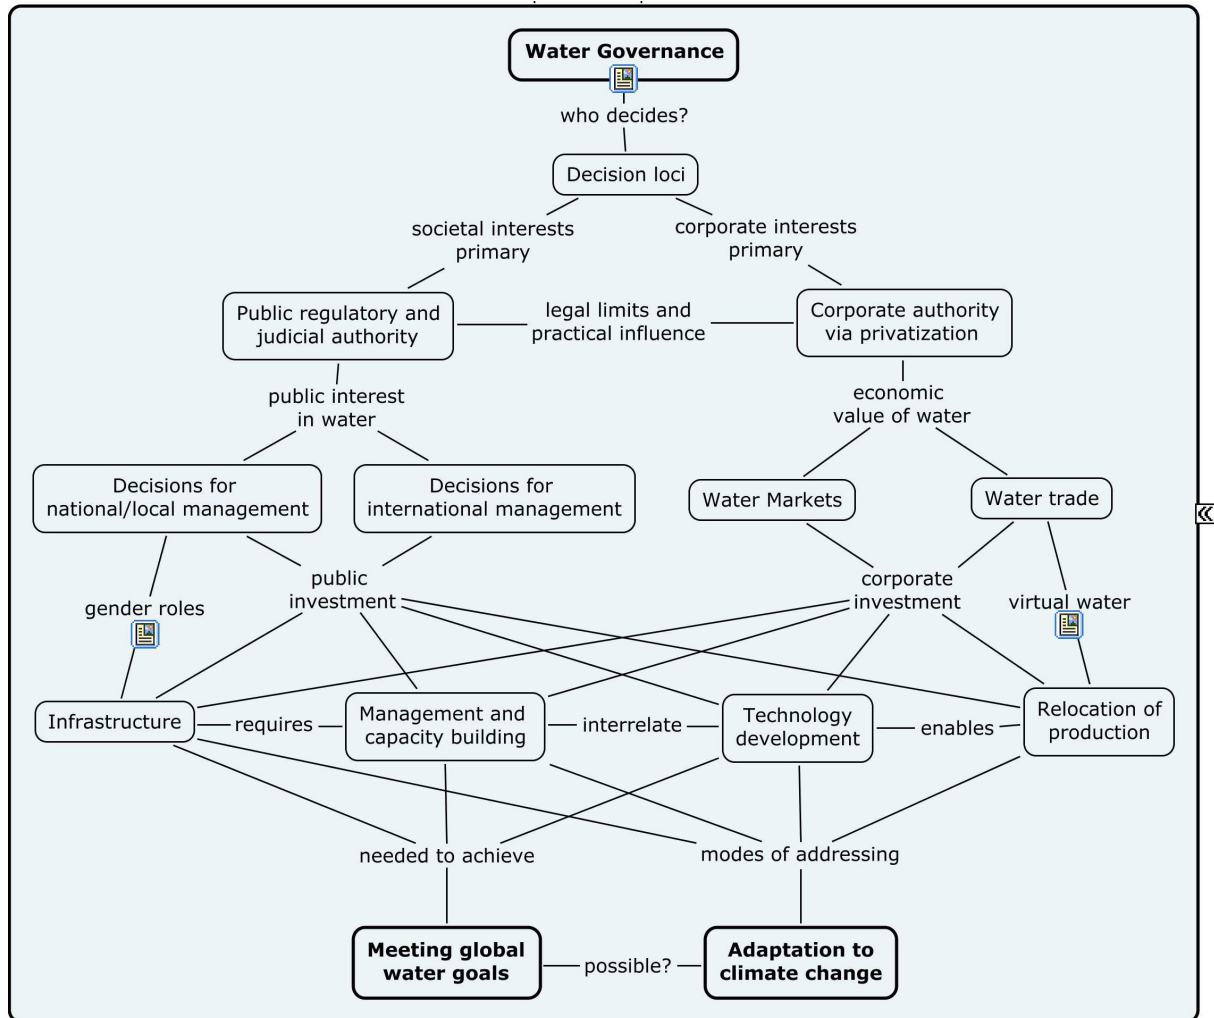 Water Governance
who decides?
Decision loci
societal interests
primary
corporate interests
primary
Public regulatory and
judicial authority
legal limits and
practical influence
Corporate authority
via privatization
public interest
in water
economic
value of water
Decisions for
national/local management
Decisions for
international management
Water Markets
Water trade
gender roles
public
investment
corporate
investment
virtual water
Infrastructure
requires
Management and
capacity building
interrelate
Technology
development
enables
Relocation of
production
needed to achieve
modes of addressing
Meeting global
water goals
possible?
Adaptation to
climate change